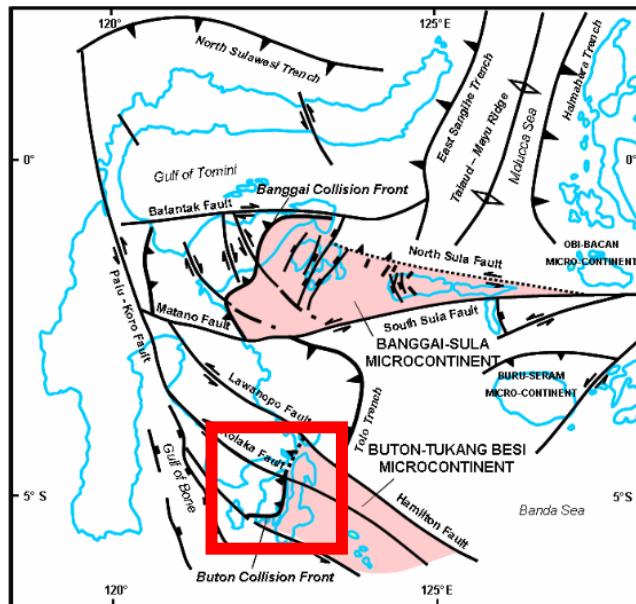 120°
125°
North Sulawesi Trench
East Sangihe Trench
Talaud – Mayu Ridge
Molucca Sea
Halmahera Trench
0°
0°
Gulf of Tomini
Banggai Collision Front
Balantak Fault
North Sula Fault
OBI-BACAN
MICRO-CONTINENT
Palu - Koro Fault
Matano Fault
South Sula Fault
BANGGAI-SULA
MICROCONTINENT
BURU-SERAM
MICRO-CONTINENT
Lawanopo Fault
Tolo Trench
Kolaka Fault
BUTON-TUKANG BESI
MICROCONTINENT
Gulf of Bone
Hamilton Fault
5°S
5°S
Banda Sea
Buton Collision Front
120°
125°E